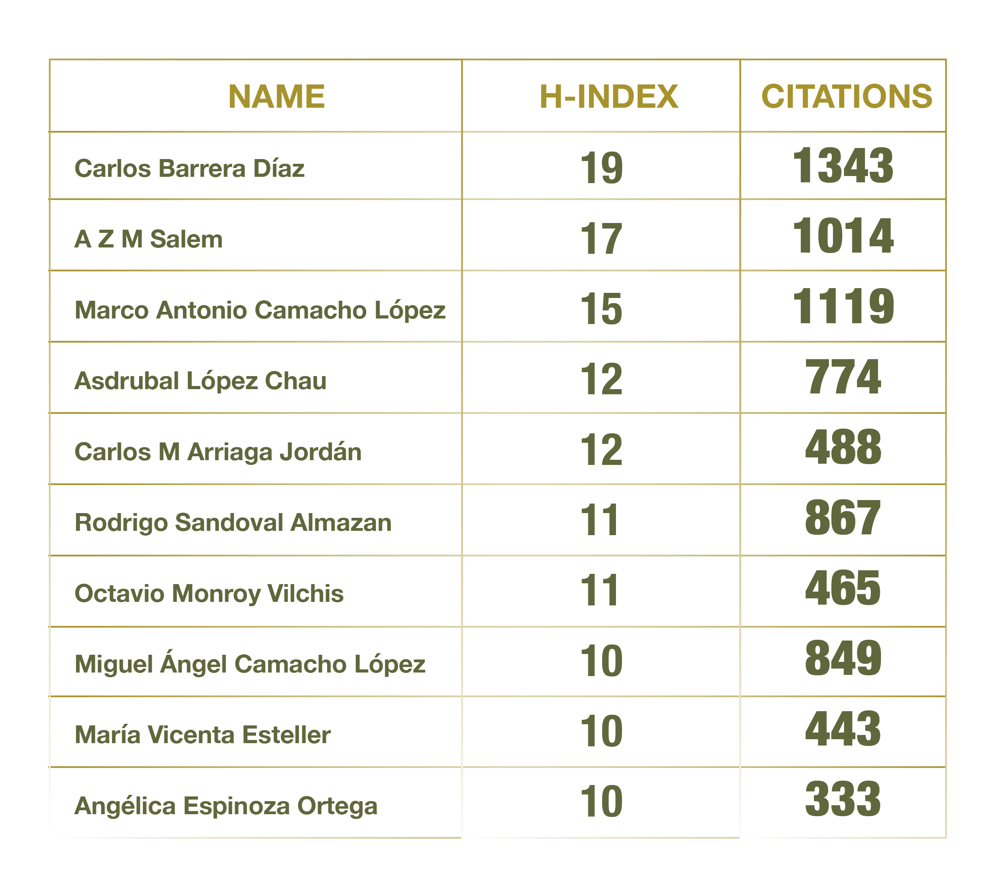 NAME H-INDEX CITATIONS
Carlos Barrera Díaz 19 1343
A Z M Salem 17 1014
Marco Antonio Camacho López 15 1119
Asdrubal López Chau 12 774
Carlos M Arriaga Jordán 12 488
Rodrigo Sandoval Almazan 11 867
Octavio Monroy Vilchis 11 465
Miguel Ángel Camacho López 10 849
María Vicenta Esteller 10 443
Angélica Espinoza Ortega 10 333